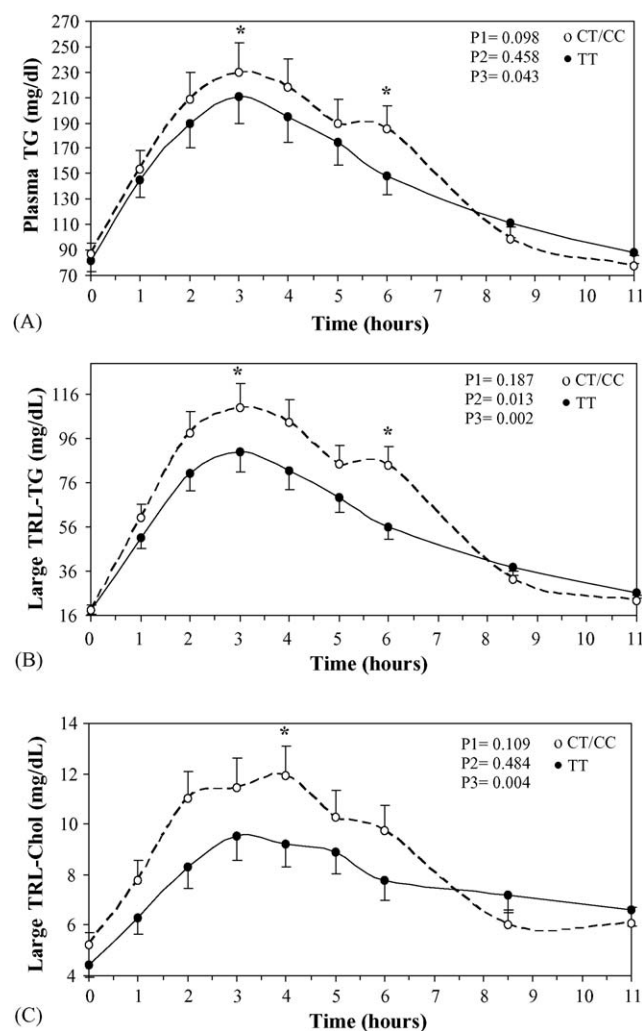 270
250
230
210
190
170
150
130
110
90
70
Plasma TG (mg/dl)
*
*
P1= 0.098
P2= 0.458
P3= 0.043
CT/CC
TT
0 1 2 3 4 5 6 7 8 9 10 11
Time (hours)
(A)
116
96
76
56
36
16
Large TRL-TG (mg/dL)
*
*
P1= 0.187
P2= 0.013
P3= 0.002
CT/CC
TT
0 1 2 3 4 5 6 7 8 9 10 11
Time (hours)
(B)
14
12
10
8
6
4
Large TRL-Chol (mg/dL)
*
P1= 0.109
P2= 0.484
P3= 0.004
CT/CC
TT
0 1 2 3 4 5 6 7 8 9 10 11
Time (hours)
(C)